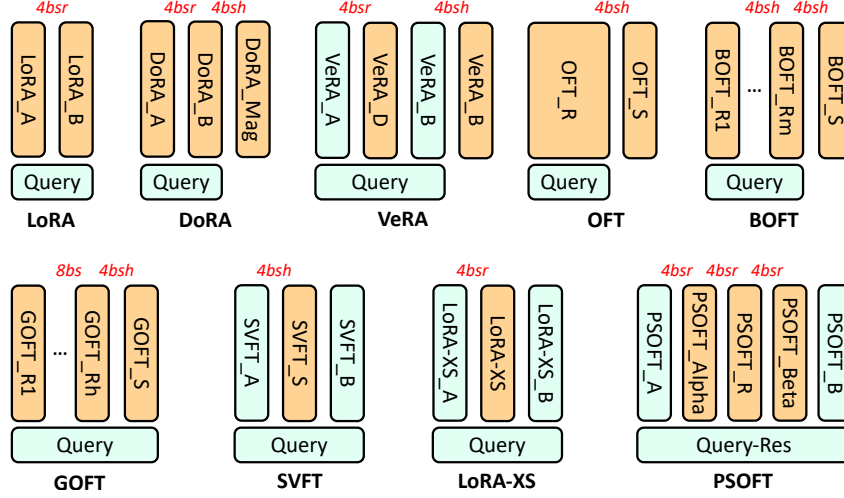 4bsr
4bsr 4bsh
4bsr 4bsh
4bsh
4bsh 4bsh
LoRA_A
LoRA_B
DoRA_A
DoRA_B
DoRA_Mag
VeRA_A
VeRA_D
VeRA_B
VeRA_B
OFT_R
OFT_S
BOFT_R1
...
BOFT_Rm
BOFT_S
Query
Query
Query
Query
Query
LoRA
DoRA
VeRA
OFT
BOFT
8bs 4bsh
4bsh
4bsr
4bsr 4bsr 4bsr
GOFT_R1
...
GOFT_Rh
GOFT_S
SVFT_A
SVFT_S
SVFT_B
LoRA-XS_A
LoRA-XS
LoRA-XS_B
PSOFT_A
PSOFT_Alpha
PSOFT_R
PSOFT_Beta
PSOFT_B
Query
Query
Query
Query-Res
GOFT
SVFT
LoRA-XS
PSOFT